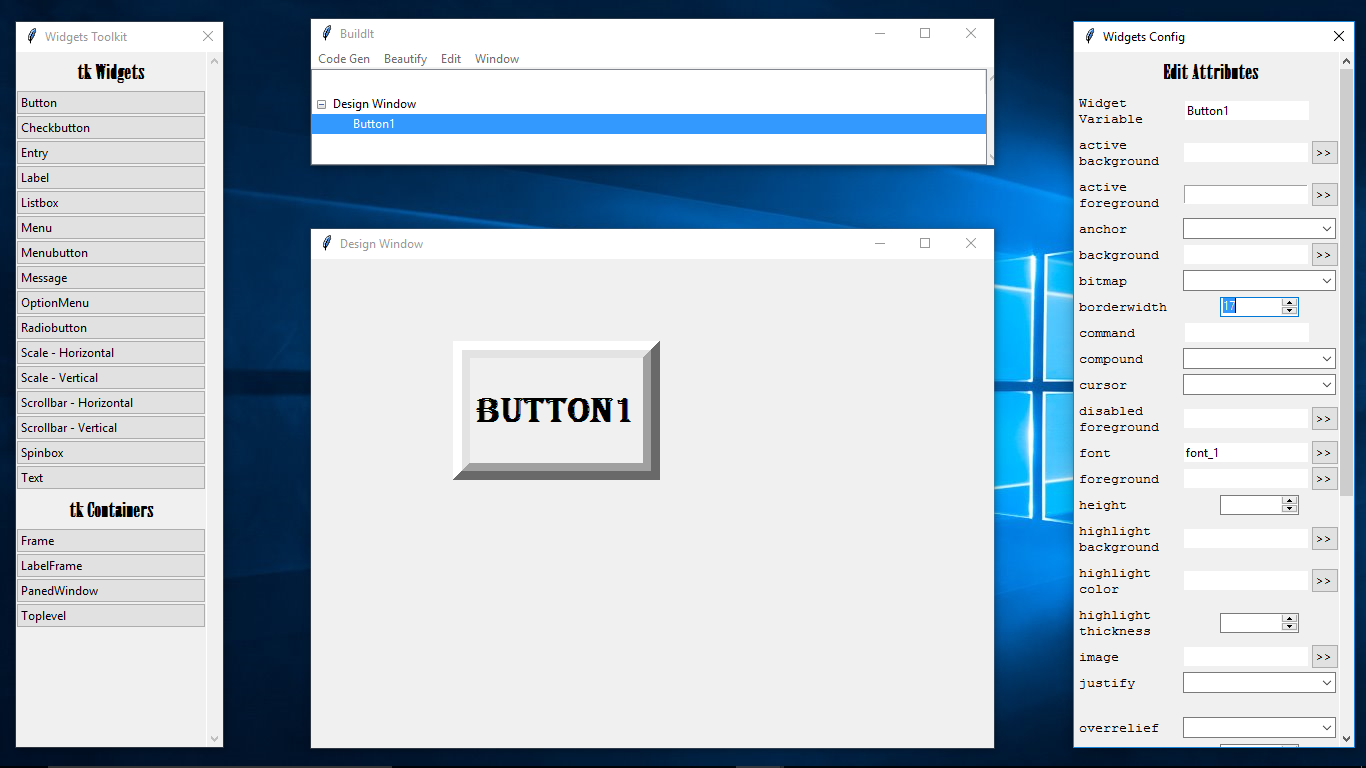 Widgets Toolkit
tk Widgets
Button
Checkbutton
Entry
Label
Listbox
Menu
Menubutton
Message
OptionMenu
Radiobutton
Scale - Horizontal
Scale - Vertical
Scrollbar - Horizontal
Scrollbar - Vertical
Spinbox
Text
tk Containers
Frame
LabelFrame
PanedWindow
Toplevel
BuildIt
Code Gen Beautify Edit Window
Design Window
Button1
Design Window
BUTTON1
Widgets Config
Edit Attributes
Widget
Variable
Button1
active
background
>>
active
foreground
>>
anchor
background >>
bitmap
borderwidth 17
command
compound
cursor
disabled
foreground
>>
font font_1 >>
foreground >>
height
highlight
background
>>
highlight
color
>>
highlight
thickness
image >>
justify
overrelief